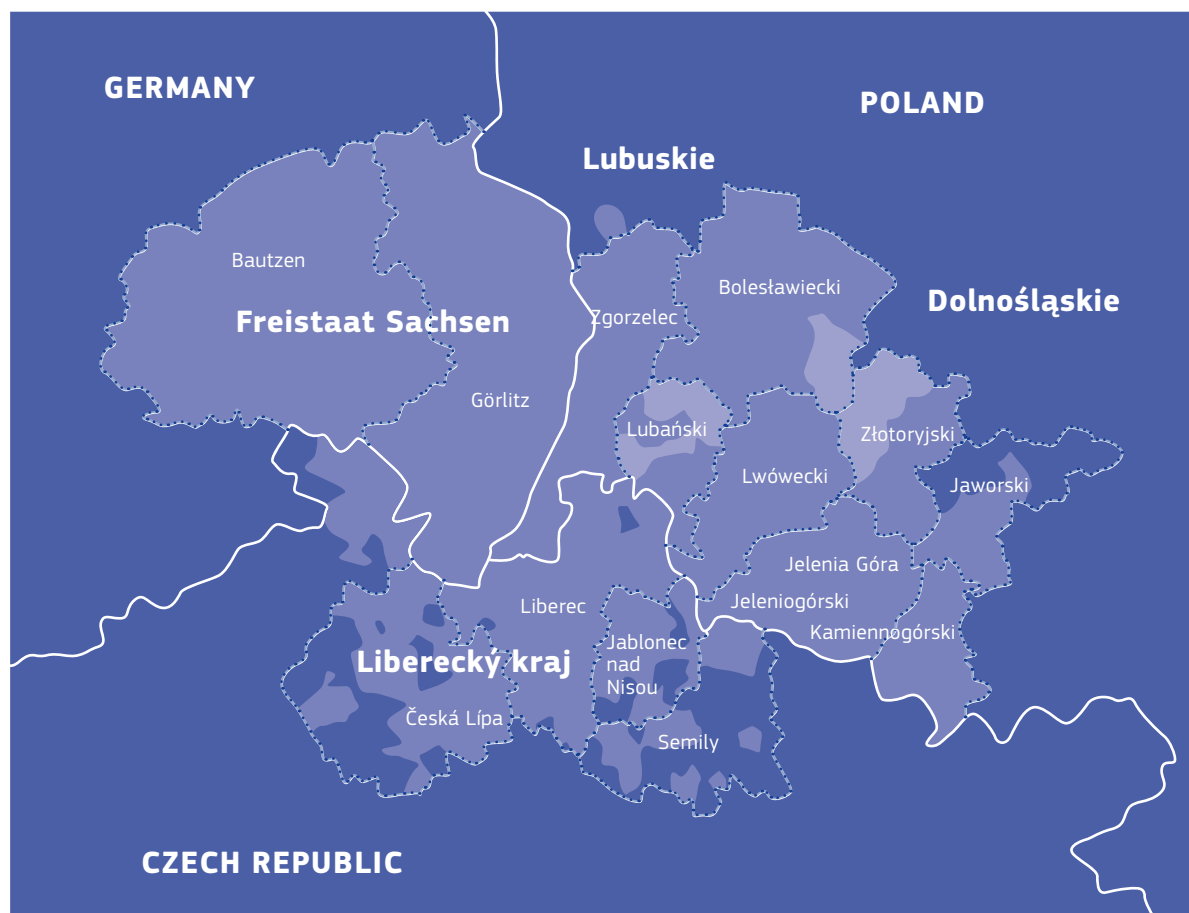 GERMANY
POLAND
Lubuskie
Bautzen
Bolesławiecki
Dolnośląskie
Freistaat Sachsen
Zgorzelec
Görlitz
Lubański
Złotoryjski
Lwówecki
Jaworski
Jelenia Góra
Jeleniogórski
Liberec
Kamiennogórski
Jablonec
nad
Nisou
Liberecký kraj
Česká Lípa
Semily
CZECH REPUBLIC